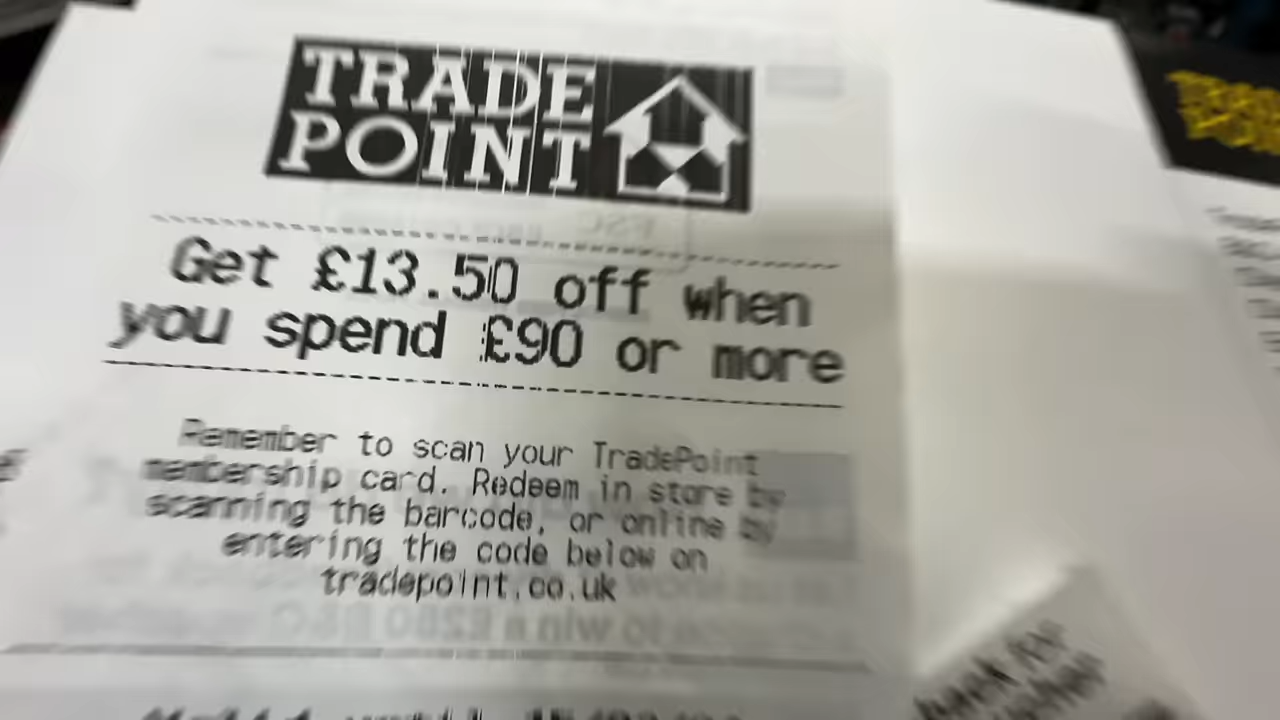 TRADE
POINT
Get £13.50 off when
you spend £90 or more
Remember to scan your TradePoint
membership card. Redeem in store by
scanning the barcode, or online by
entering the code below on
tradepoint.co.uk